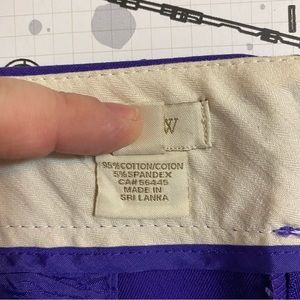 W
95%COTTON/COTON
5%SPANDEX
CA# 56445
MADE IN
SRI LANKA